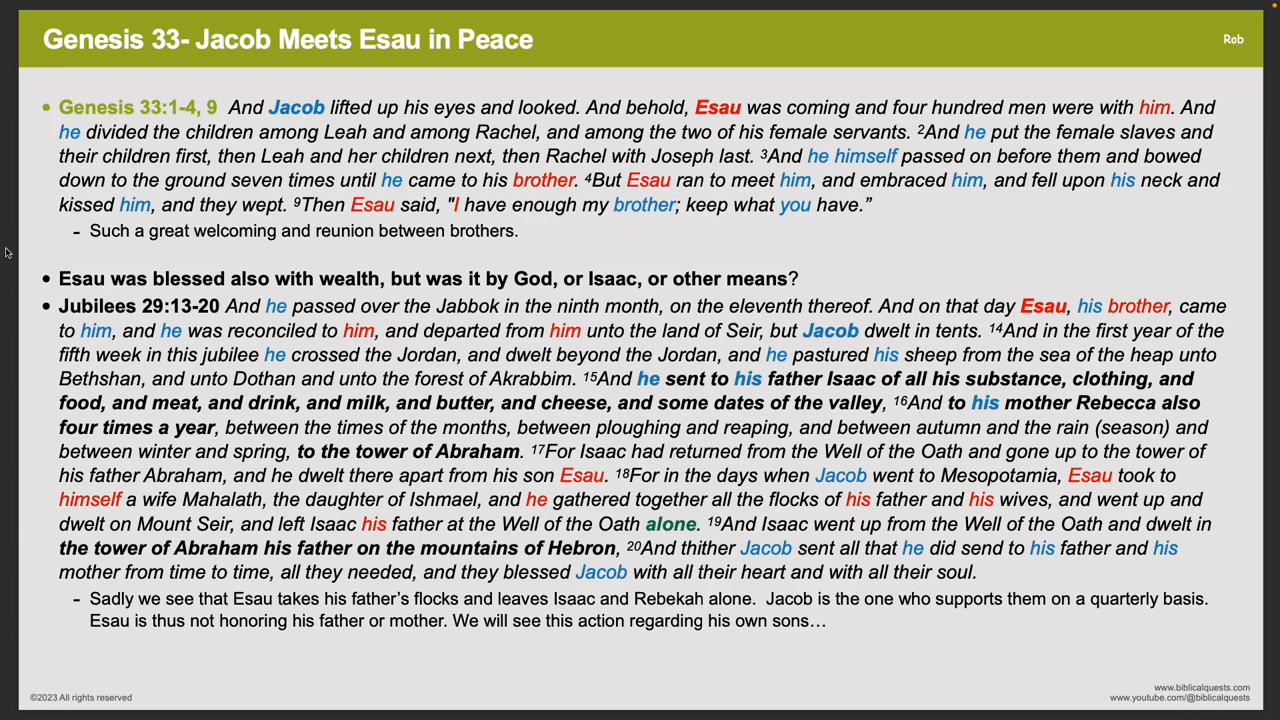 Genesis 33- Jacob Meets Esau in Peace
Rob
• Genesis 33:1-4, 9 And Jacob lifted up his eyes and looked. And behold, Esau was coming and four hundred men were with him. And
he divided the children among Leah and among Rachel, and among the two of his female servants. ²And he put the female slaves and
their children first, then Leah and her children next, then Rachel with Joseph last. ³And he himself passed on before them and bowed
down to the ground seven times until he came to his brother. ⁴But Esau ran to meet him, and embraced him, and fell upon his neck and
kissed him, and they wept. ⁹Then Esau said, "I have enough my brother; keep what you have.”
- Such a great welcoming and reunion between brothers.
• Esau was blessed also with wealth, but was it by God, or Isaac, or other means?
• Jubilees 29:13-20 And he passed over the Jabbok in the ninth month, on the eleventh thereof. And on that day Esau, his brother, came
to him, and he was reconciled to him, and departed from him unto the land of Seir, but Jacob dwelt in tents. ¹⁴And in the first year of the
fifth week in this jubilee he crossed the Jordan, and dwelt beyond the Jordan, and he pastured his sheep from the sea of the heap unto
Bethshan, and unto Dothan and unto the forest of Akrabbim. ¹⁵And he sent to his father Isaac of all his substance, clothing, and
food, and meat, and drink, and milk, and butter, and cheese, and some dates of the valley, ¹⁶And to his mother Rebecca also
four times a year, between the times of the months, between ploughing and reaping, and between autumn and the rain (season) and
between winter and spring, to the tower of Abraham. ¹⁷For Isaac had returned from the Well of the Oath and gone up to the tower of
his father Abraham, and he dwelt there apart from his son Esau. ¹⁸For in the days when Jacob went to Mesopotamia, Esau took to
himself a wife Mahalath, the daughter of Ishmael, and he gathered together all the flocks of his father and his wives, and went up and
dwelt on Mount Seir, and left Isaac his father at the Well of the Oath alone. ¹⁹And Isaac went up from the Well of the Oath and dwelt in
the tower of Abraham his father on the mountains of Hebron, ²⁰And thither Jacob sent all that he did send to his father and his
mother from time to time, all they needed, and they blessed Jacob with all their heart and with all their soul.
- Sadly we see that Esau takes his father’s flocks and leaves Isaac and Rebekah alone. Jacob is the one who supports them on a quarterly basis.
Esau is thus not honoring his father or mother. We will see this action regarding his own sons…
©2023 All rights reserved
www.biblicalquests.com
www.youtube.com/@biblicalquests